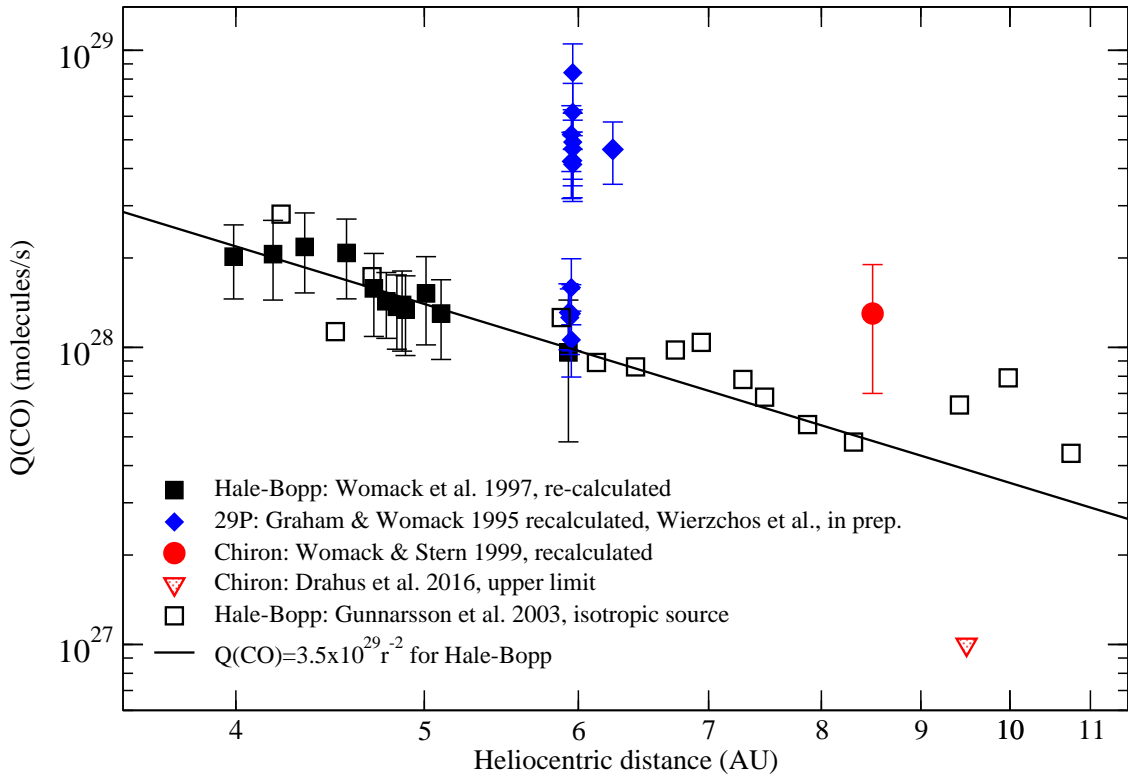 10^29
10^28
10^27
Q(CO) (molecules/s)
Hale-Bopp: Womack et al. 1997, re-calculated
29P: Graham & Womack 1995 recalculated, Wierzchos et al., in prep.
Chiron: Womack & Stern 1999, recalculated
Chiron: Drahus et al. 2016, upper limit
Hale-Bopp: Gunnarsson et al. 2003, isotropic source
Q(CO)=3.5x10^29r^-2 for Hale-Bopp
4 5 6 7 8 9 10 11
Heliocentric distance (AU)